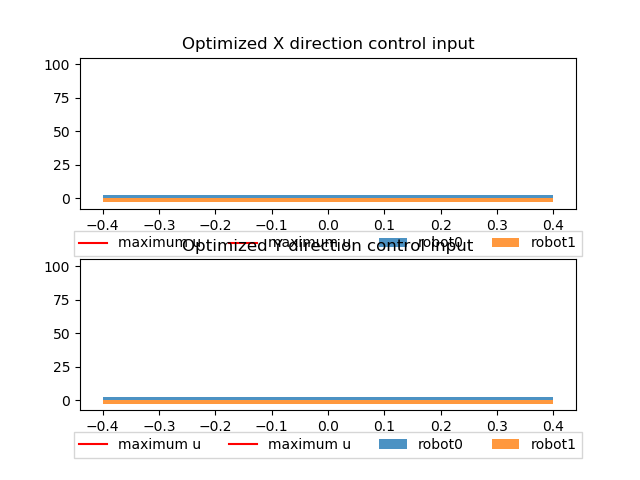 Optimized X direction control input
100
75
50
25
0
−0.4 −0.3 −0.2 −0.1 0.0 0.1 0.2 0.3 0.4
maximum u maximum u robot0 robot1
Optimized Y direction control input
100
75
50
25
0
−0.4 −0.3 −0.2 −0.1 0.0 0.1 0.2 0.3 0.4
maximum u maximum u robot0 robot1